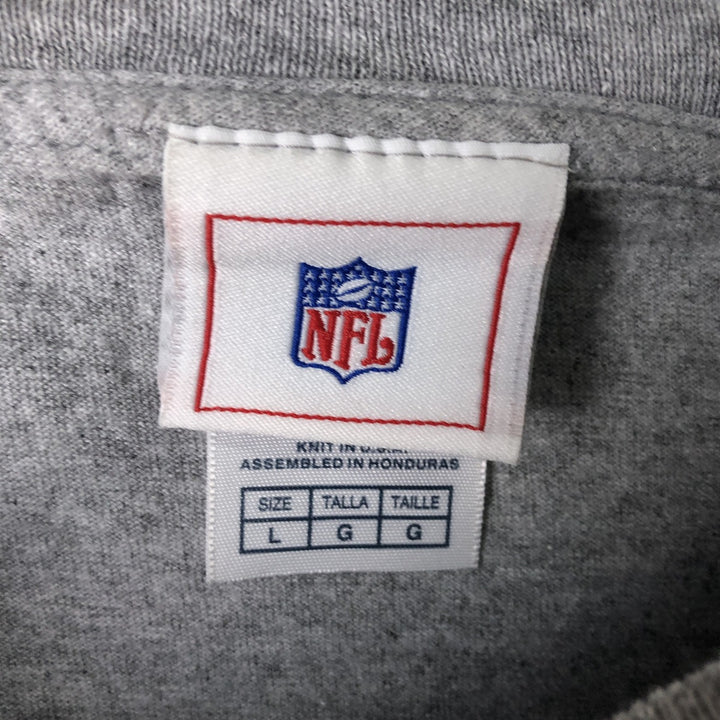 NFL
KNIT IN U.S.A.
ASSEMBLED IN HONDURAS
SIZE TALLA TAILLE
L G G